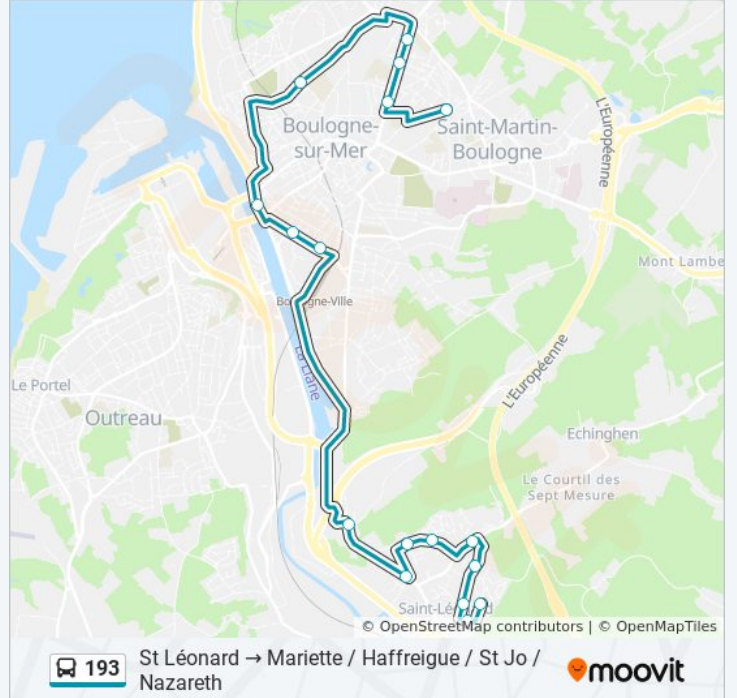 Boulogne-
sur-Mer
Saint-Martin-
Boulogne
L'Européenne
Mont Lambe
Boulogne-Ville
La Liane
L'Européenne
Le Portel
Outreau
Echinghen
Le Courtil des
Sept Mesure
Saint-Léonard
© OpenStreetMap contributors | © OpenMapTiles
193
St Léonard → Mariette / Haffreigue / St Jo /
Nazareth
moovit